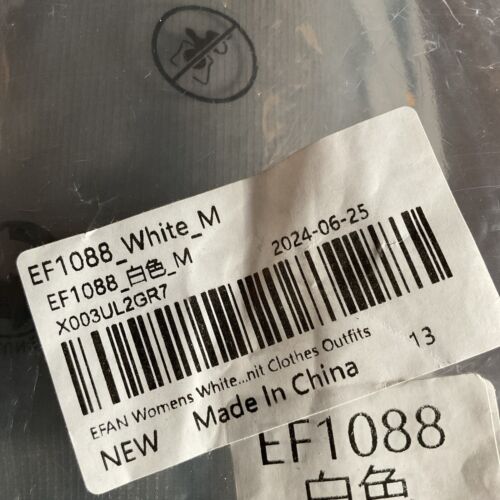 EF1088_White_M
EF1088_白色_M
2024-06-25
X003UL2GR7
EFAN Womens White...nit Clothes Outfits
NEW
Made In China
13
EF1088
白色